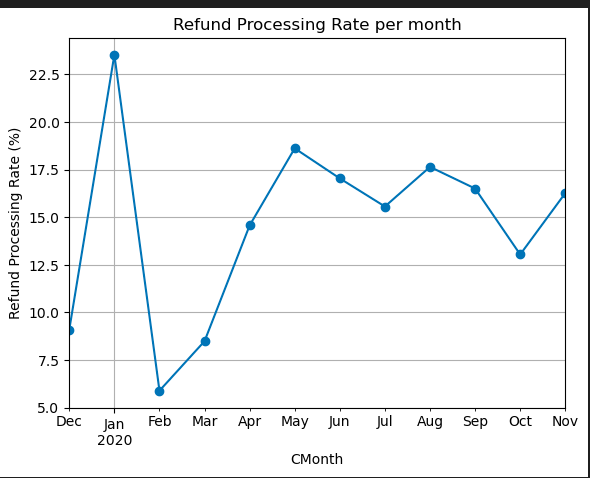 Refund Processing Rate per month
Refund Processing Rate (%)
22.5
20.0
17.5
15.0
12.5
10.0
7.5
5.0
Dec Jan Feb Mar Apr May Jun Jul Aug Sep Oct Nov
2020
CMonth